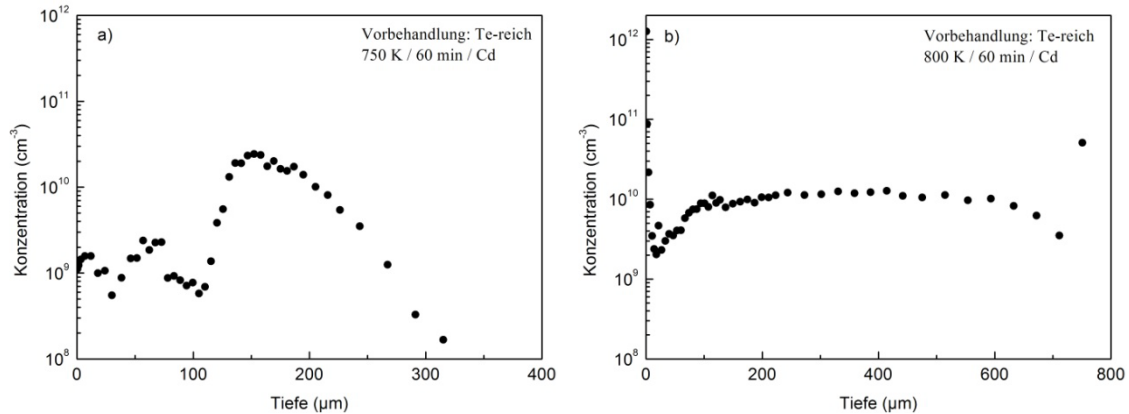 a)
Vorbehandlung: Te-reich
750 K / 60 min / Cd
10¹²
10¹¹
10¹⁰
10⁹
10⁸
Konzentration (cm⁻³)
0
100
200
300
400
Tiefe (µm)
b)
Vorbehandlung: Te-reich
800 K / 60 min / Cd
10¹²
10¹¹
10¹⁰
10⁹
10⁸
Konzentration (cm⁻³)
0
200
400
600
800
Tiefe (µm)